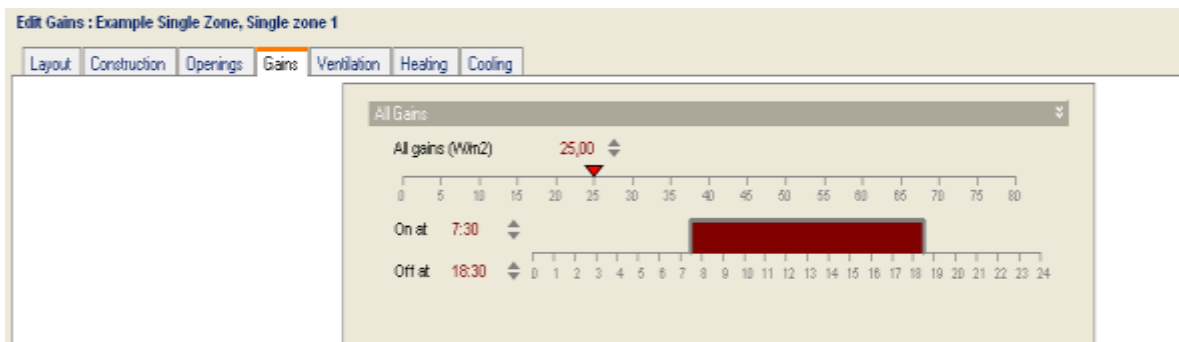 Edit Gains : Example Single Zone, Single zone 1
Layout Construction Openings Gains Ventilation Heating Cooling
All Gains
All gains (W/m2) 25,00
0 5 10 15 20 25 30 35 40 45 50 55 60 65 70 75 80
On at 7:30
Off at 18:30 0 1 2 3 4 5 6 7 8 9 10 11 12 13 14 15 16 17 18 19 20 21 22 23 24